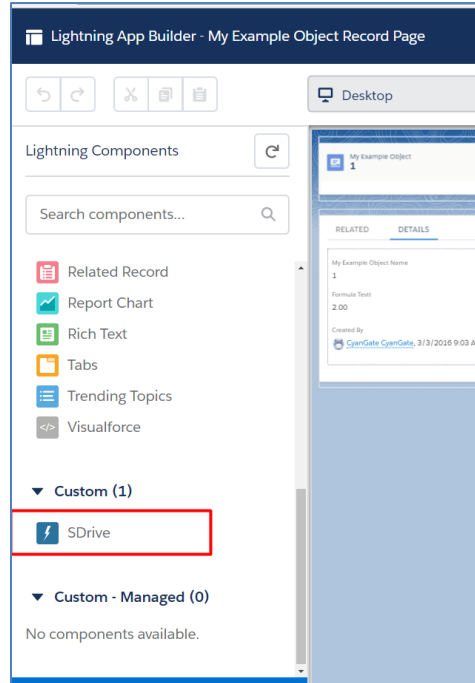 Lightning App Builder - My Example Object Record Page
Desktop
Lightning Components
Search components...
Related Record
Report Chart
Rich Text
Tabs
Trending Topics
Visualforce
Custom (1)
SDrive
Custom - Managed (0)
No components available.
My Example Object
1
RELATED DETAILS
My Example Object Name
1
Formula Testt
2.00
Created By
CyanGate CyanGate, 3/3/2016 9:03 A